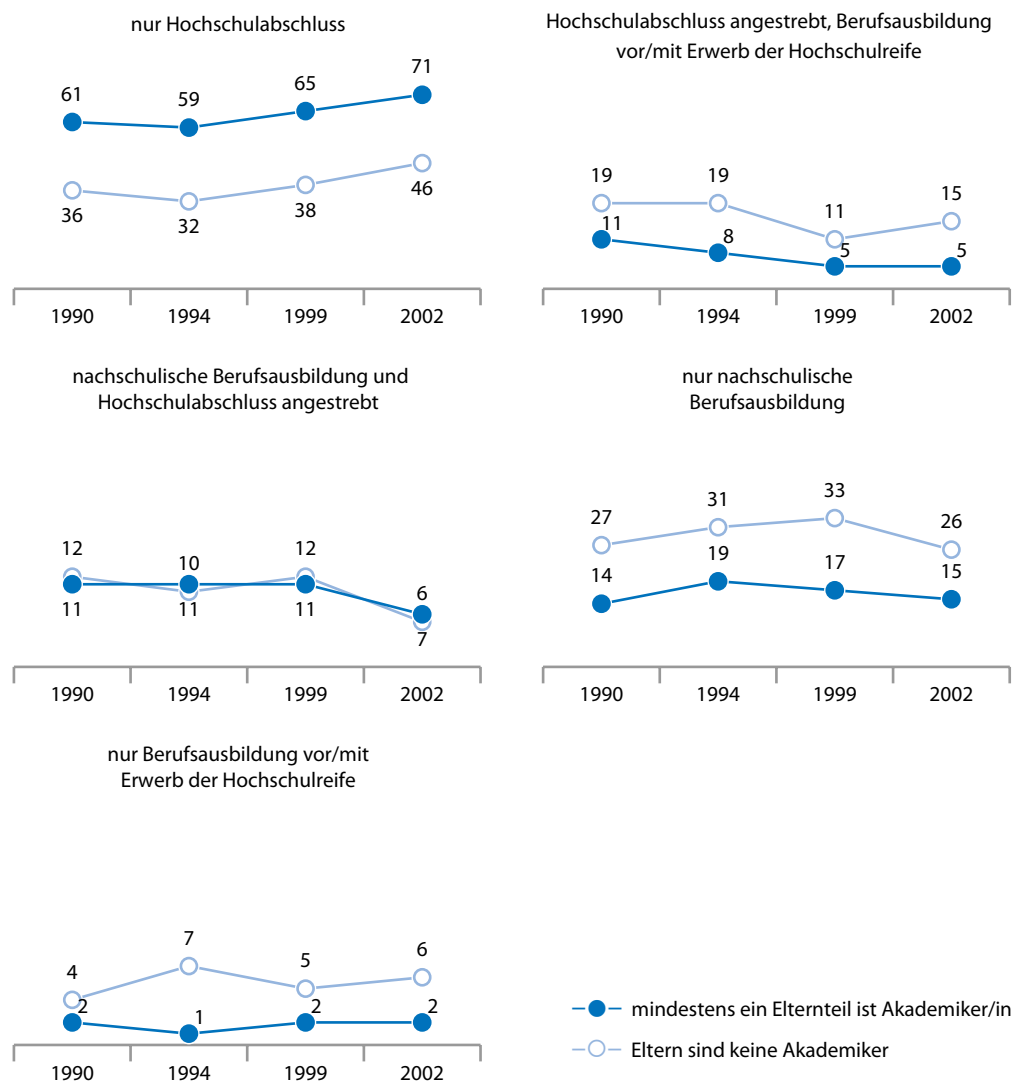 nur Hochschulabschluss
61
59
65
71
36
32
38
46
1990 1994 1999 2002
Hochschulabschluss angestrebt, Berufsausbildung
vor/mit Erwerb der Hochschulreife
19
19
11
15
11
8
5
5
1990 1994 1999 2002
nachschulische Berufsausbildung und
Hochschulabschluss angestrebt
12
10
12
6
11
11
11
7
1990 1994 1999 2002
nur nachschulische
Berufsausbildung
27
31
33
26
14
19
17
15
1990 1994 1999 2002
nur Berufsausbildung vor/mit
Erwerb der Hochschulreife
4
7
5
6
2
1
2
2
1990 1994 1999 2002
mindestens ein Elternteil ist Akademiker/in
Eltern sind keine Akademiker